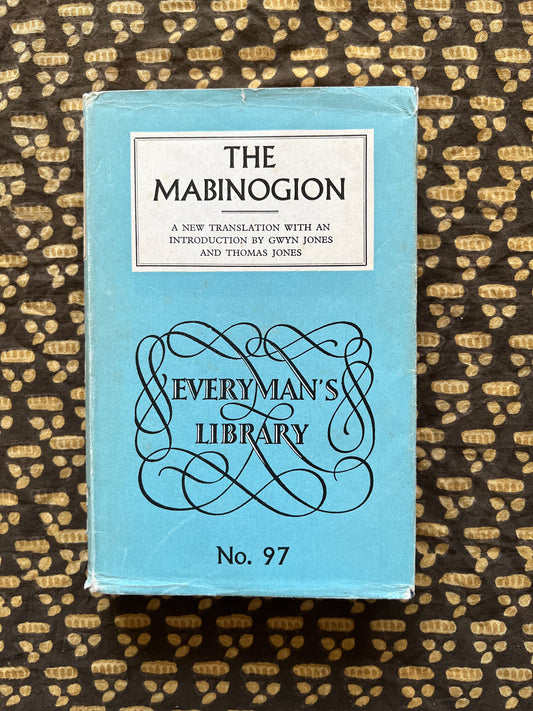 THE
MABINOGION
A NEW TRANSLATION WITH AN
INTRODUCTION BY GWYN JONES
AND THOMAS JONES
EVERYMAN'S
LIBRARY
No. 97